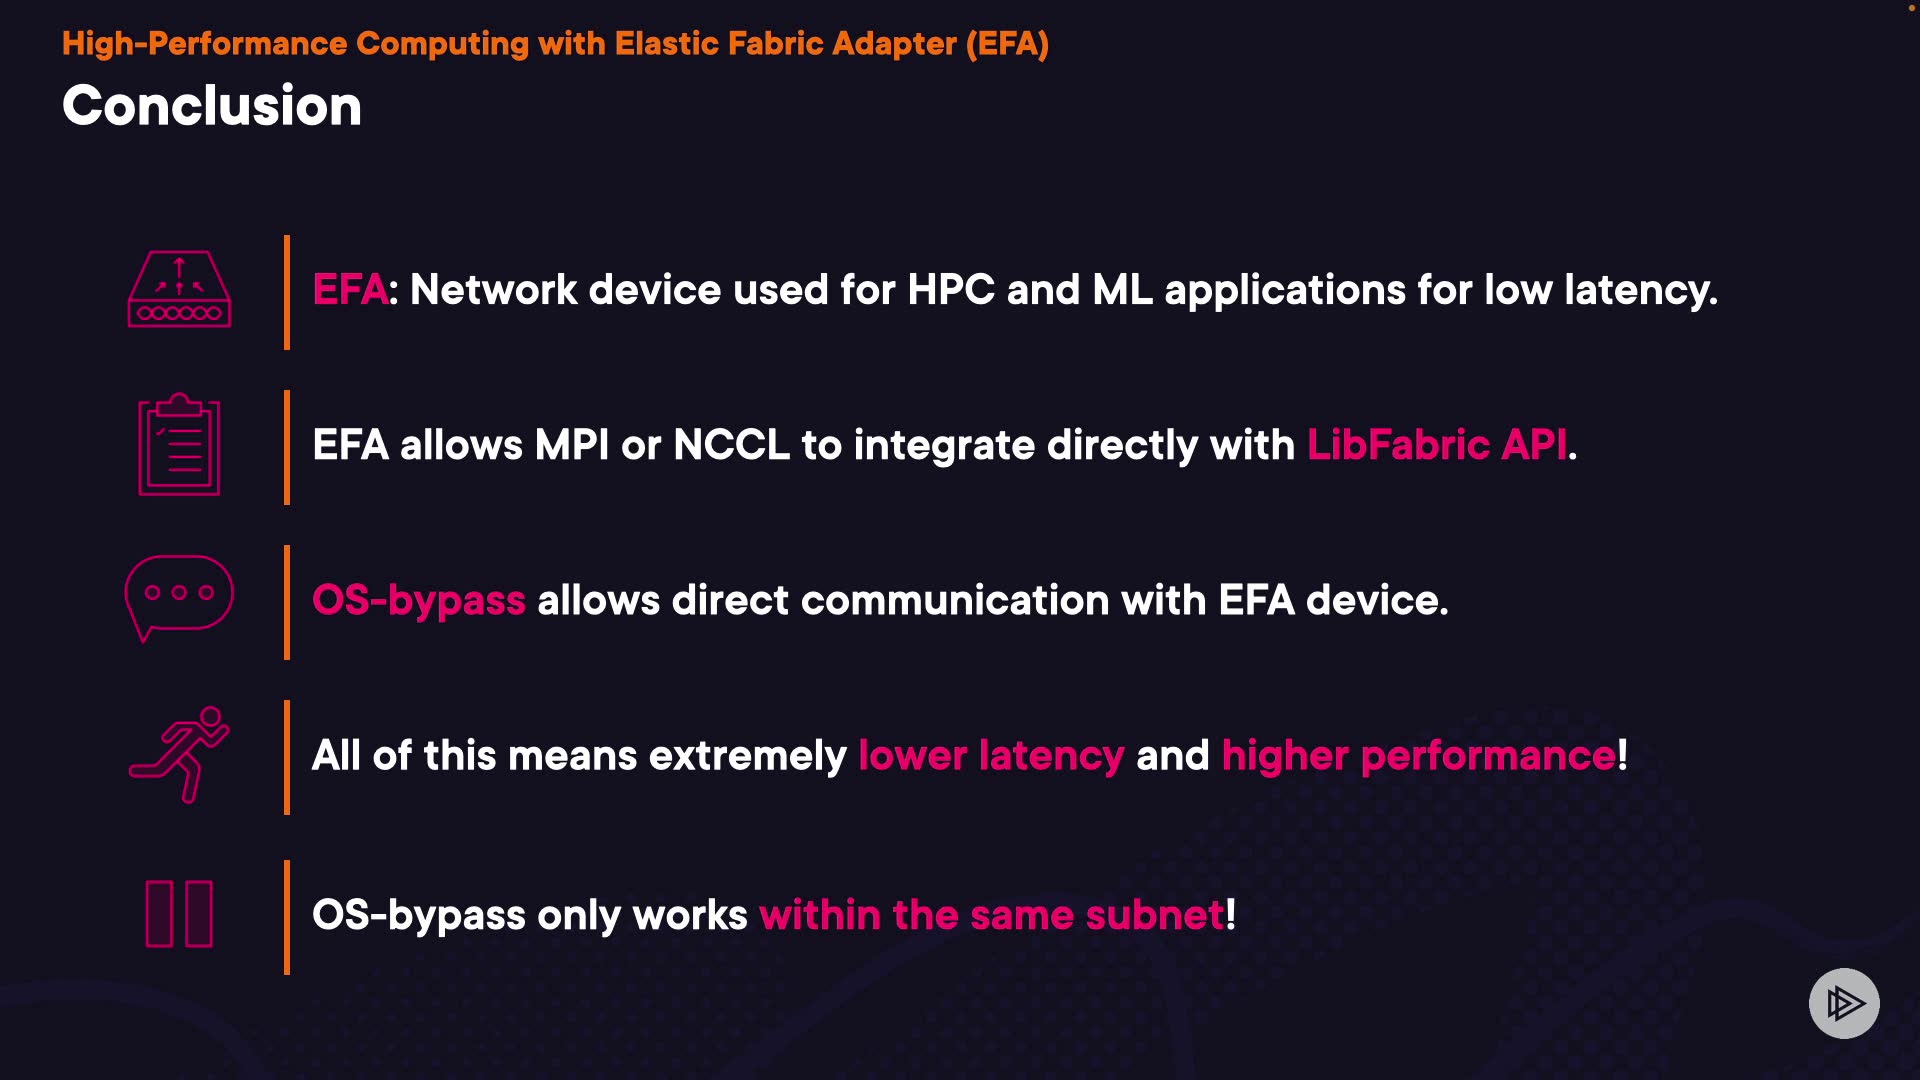 High-Performance Computing with Elastic Fabric Adapter (EFA)
Conclusion
EFA: Network device used for HPC and ML applications for low latency.
EFA allows MPI or NCCL to integrate directly with LibFabric API.
OS-bypass allows direct communication with EFA device.
All of this means extremely lower latency and higher performance!
OS-bypass only works within the same subnet!